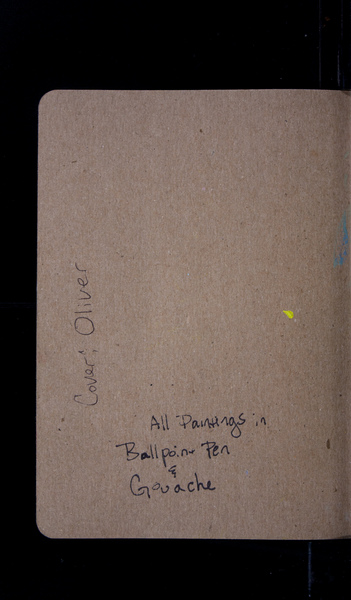 Cover: Oliver
All Paintings in
Ballpoint Pen
&
Gouache